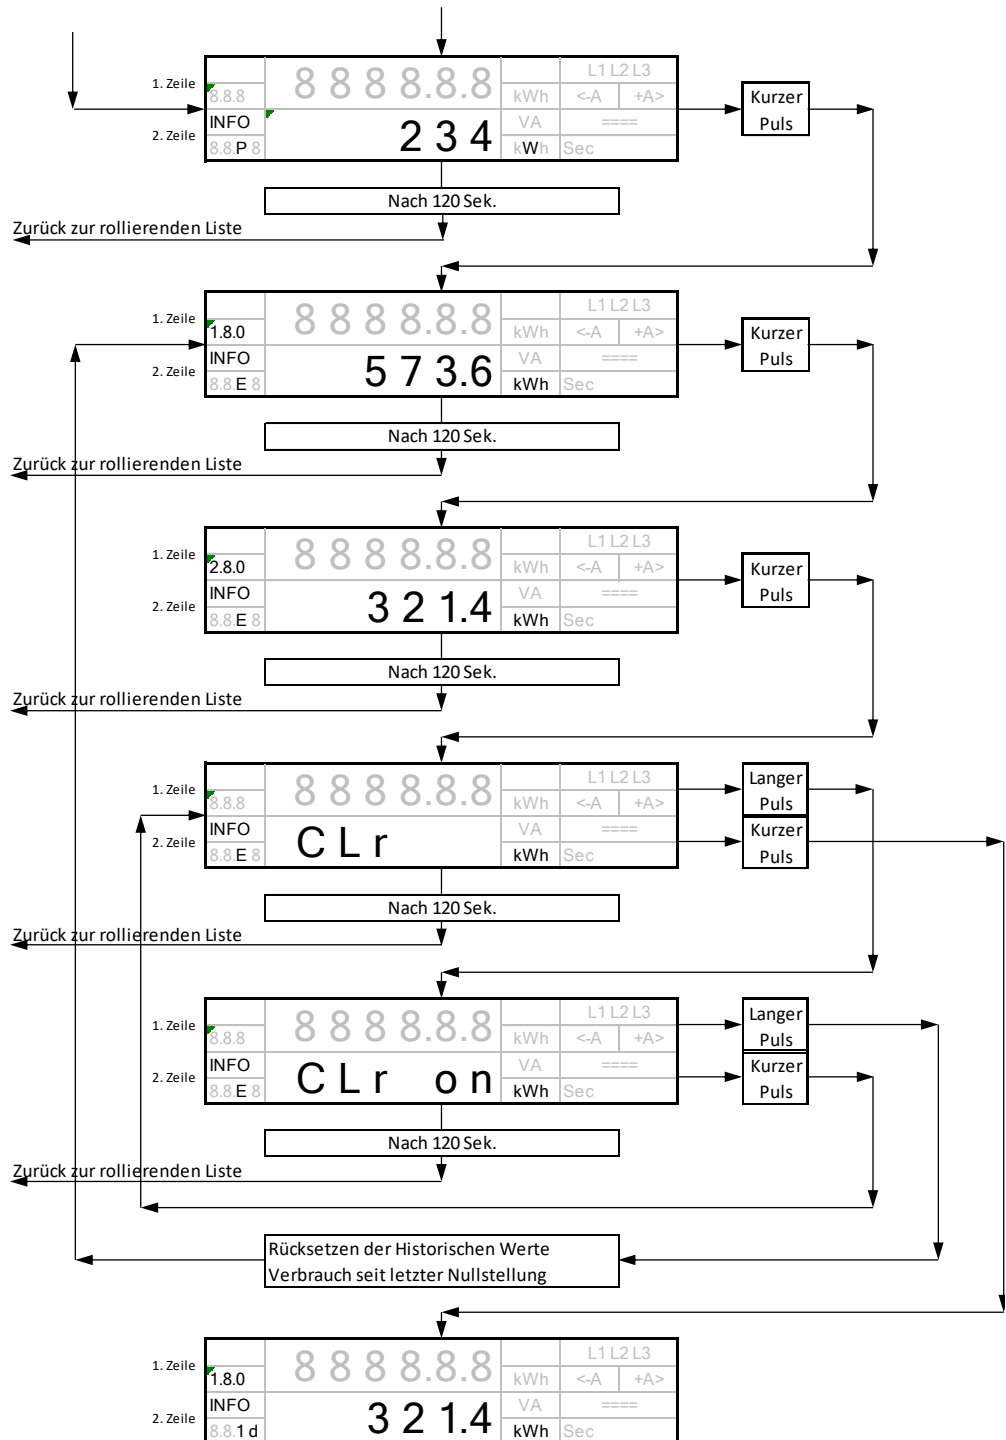 L1 L2 L3
1. Zeile
8 8 8 8.8.8
8.8.8
kWh
<-A
+A>
Kurzer
Puls
INFO
VA
====
2. Zeile
2 3 4
8.8.P 8
kWh
Sec
Nach 120 Sek.
Zurück zur rollierenden Liste
L1 L2 L3
1. Zeile
8 8 8 8.8.8
1.8.0
kWh
<-A
+A>
Kurzer
Puls
INFO
VA
====
2. Zeile
5 7 3.6
8.8.E 8
kWh
Sec
Nach 120 Sek.
Zurück zur rollierenden Liste
L1 L2 L3
1. Zeile
8 8 8 8.8.8
2.8.0
kWh
<-A
+A>
Kurzer
Puls
INFO
VA
====
2. Zeile
3 2 1.4
8.8.E 8
kWh
Sec
Nach 120 Sek.
Zurück zur rollierenden Liste
L1 L2 L3
1. Zeile
8 8 8 8.8.8
8.8.8
kWh
<-A
+A>
Langer
Puls
Kurzer
Puls
INFO
VA
====
2. Zeile
C L r
8.8.E 8
kWh
Sec
Nach 120 Sek.
Zurück zur rollierenden Liste
L1 L2 L3
1. Zeile
8 8 8 8.8.8
8.8.8
kWh
<-A
+A>
Langer
Puls
Kurzer
Puls
INFO
VA
====
2. Zeile
C L r o n
8.8.E 8
kWh
Sec
Nach 120 Sek.
Zurück zur rollierenden Liste
Rücksetzen der Historischen Werte
Verbrauch seit letzter Nullstellung
L1 L2 L3
1. Zeile
8 8 8 8.8.8
1.8.0
kWh
<-A
+A>
INFO
VA
====
2. Zeile
3 2 1.4
8.8.1 d
kWh
Sec